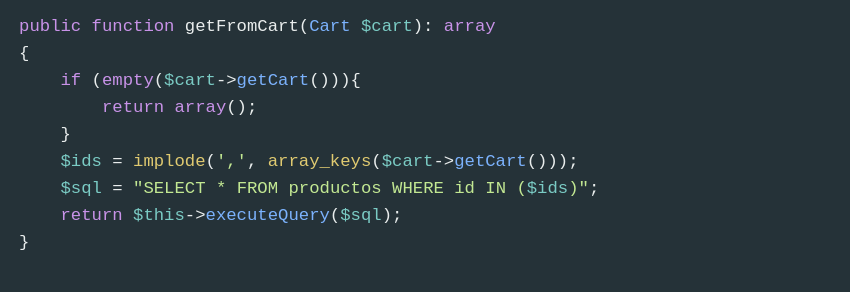 public function getFromCart(Cart $cart): array
{
    if (empty($cart->getCart())){
        return array();
    }
    $ids = implode(',', array_keys($cart->getCart()));
    $sql = "SELECT * FROM productos WHERE id IN ($ids)";
    return $this->executeQuery($sql);
}